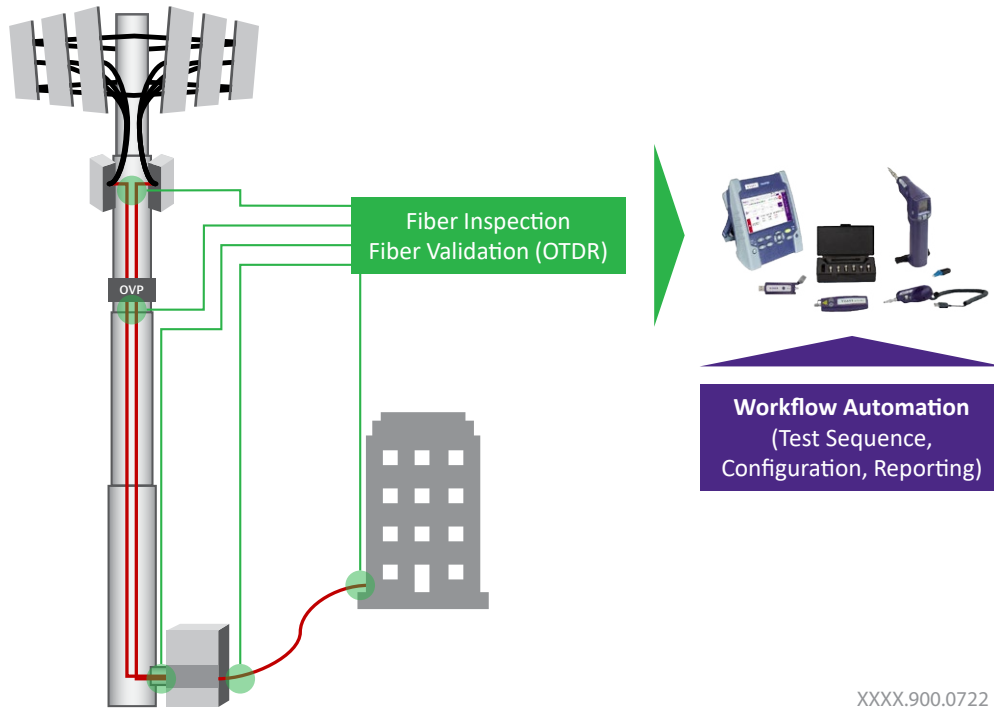 OVP
Fiber Inspection
Fiber Validation (OTDR)
Workflow Automation
(Test Sequence,
Configuration, Reporting)
XXXX.900.0722